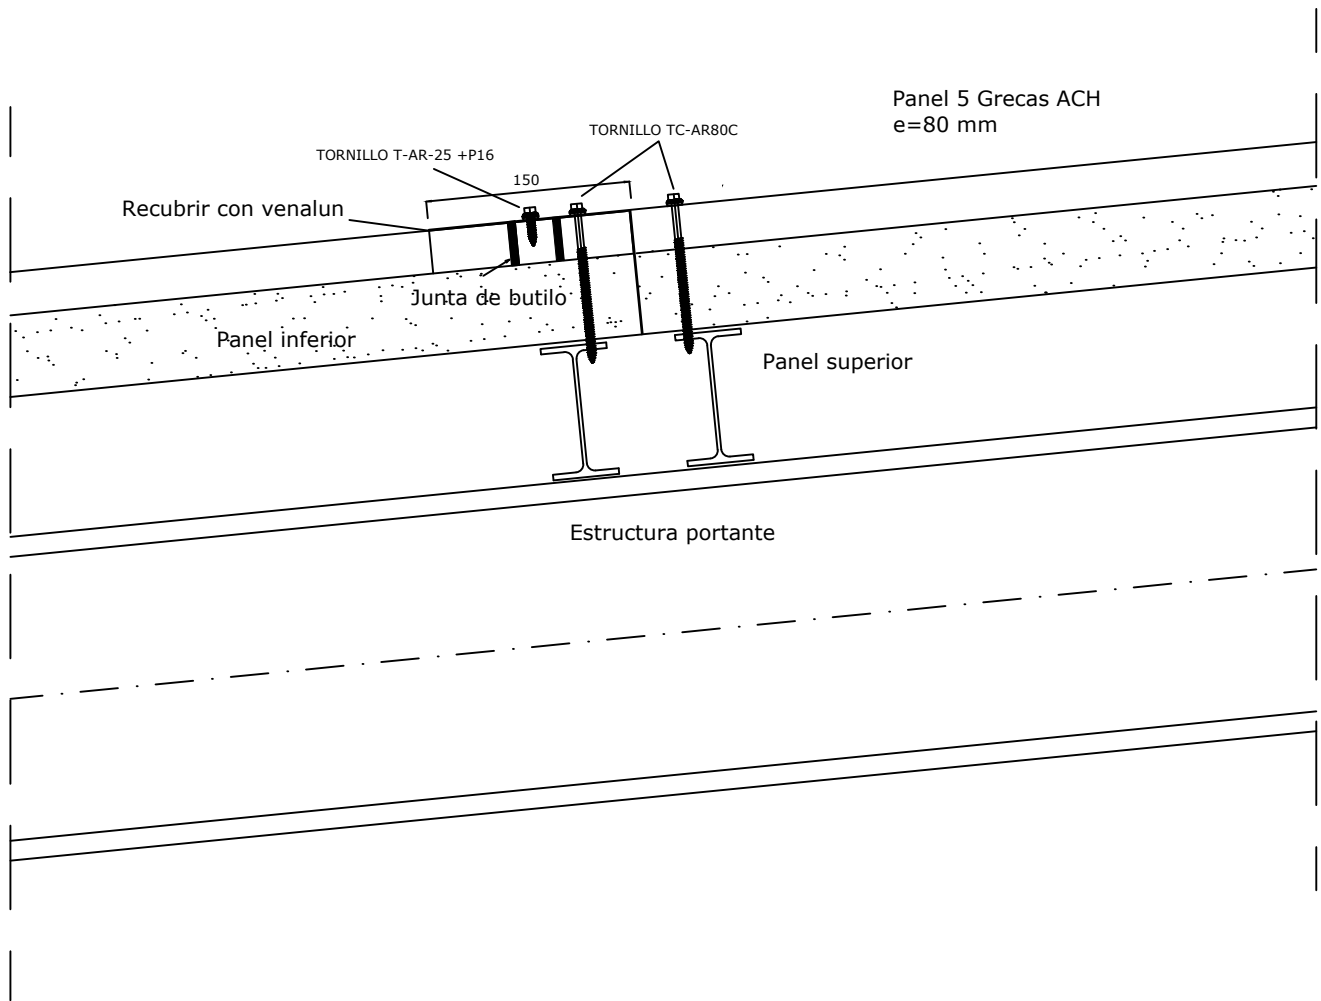 Panel 5 Grecas ACH
e=80 mm
TORNILLO TC-AR80C
TORNILLO T-AR-25 +P16
150
Recubrir con venalun
Junta de butilo
Panel inferior
Panel superior
Estructura portante